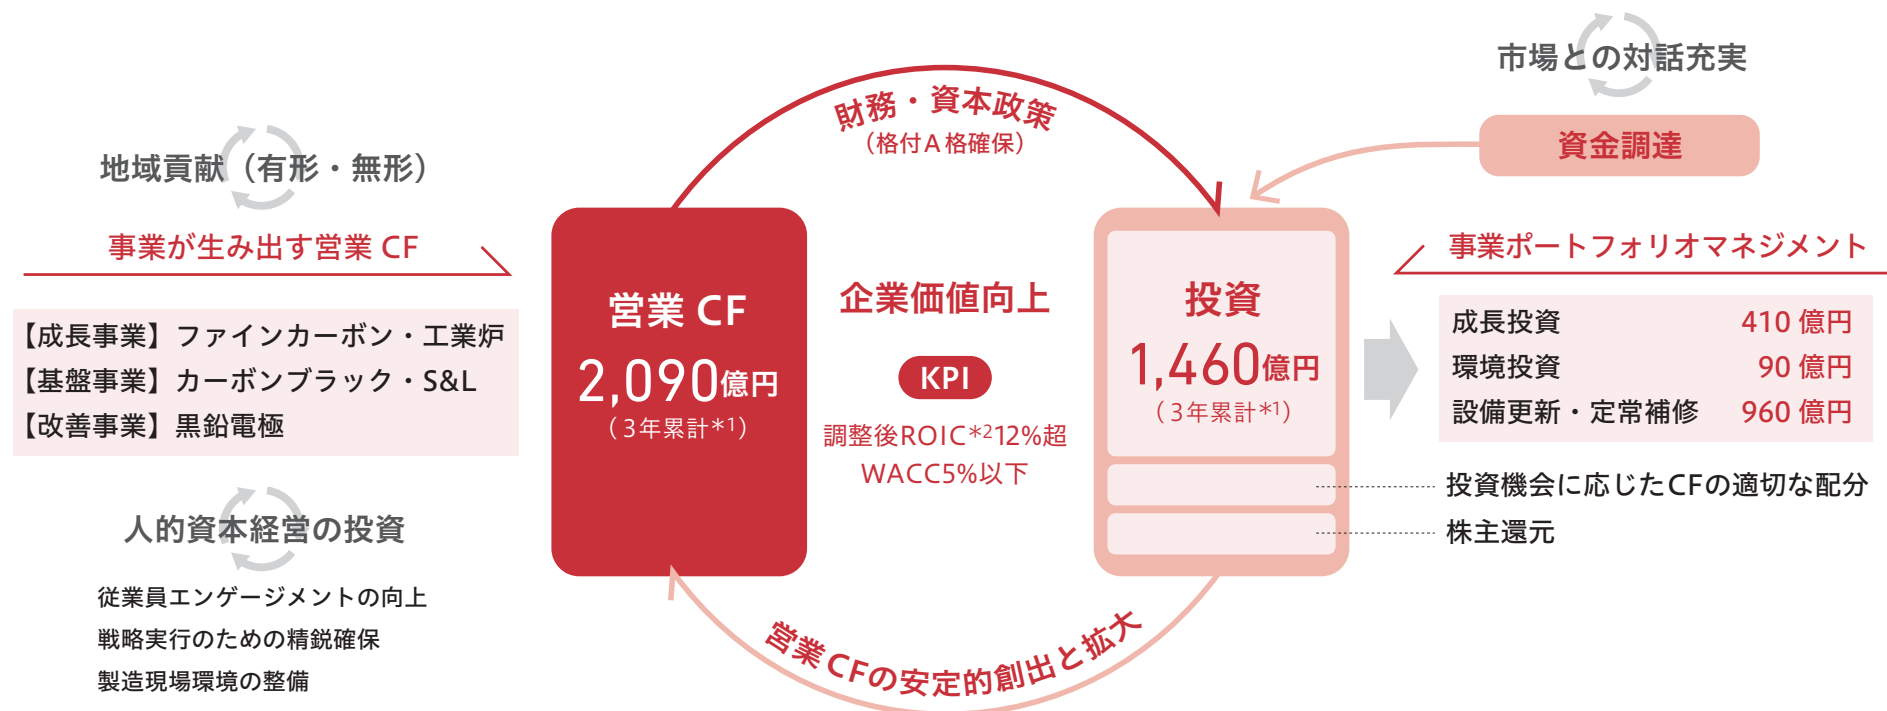 地域貢献（有形・無形）
事業が生み出す営業 CF
【成長事業】ファインカーボン・工業炉
【基盤事業】カーボンブラック・S&L
【改善事業】黒鉛電極
人的資本経営の投資
従業員エンゲージメントの向上
戦略実行のための精鋭確保
製造現場環境の整備
財務・資本政策
（格付A格確保）
営業 CF
2,090億円
（3年累計*1）
企業価値向上
KPI
調整後ROIC*212%超
WACC5%以下
投資
1,460億円
（3年累計*1）
営業CFの安定的創出と拡大
市場との対話充実
資金調達
事業ポートフォリオマネジメント
成長投資 410 億円
環境投資 90 億円
設備更新・定常補修 960 億円
投資機会に応じたCFの適切な配分
株主還元